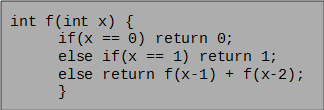 int f(int x) {
if(x == 0) return 0;
else if(x == 1) return 1;
else return f(x-1) + f(x-2);
}